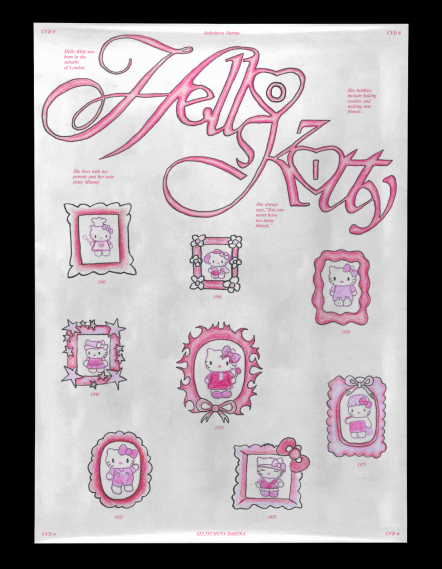 CVD 6
Selishcheva Darina
CVD 6
Hello Kitty was
born in the
suburbs
of London.
Hello
Kitty
Her hobbies
include baking
cookies and
making new
friends.
She lives with her
parents and her twin
sister Mimmy
She always
says, "You can
never have
too many
friends."
CVD 6
SELISCHEVA DARINA
CVD 6